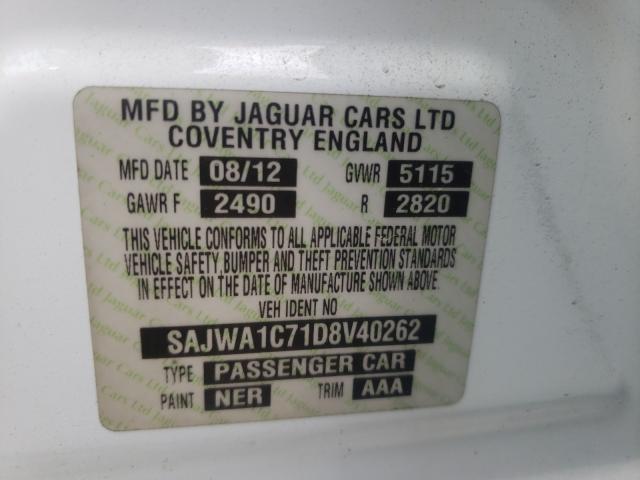 MFD BY JAGUAR CARS LTD
COVENTRY ENGLAND
MFD DATE 08/12 GVWR 5115
GAWR F 2490 R 2820
THIS VEHICLE CONFORMS TO ALL APPLICABLE FEDERAL MOTOR
VEHICLE SAFETY, BUMPER AND THEFT PREVENTION STANDARDS
IN EFFECT ON THE DATE OF MANUFACTURE SHOWN ABOVE.
VEH IDENT NO
SAJWA1C71D8V40262
TYPE PASSENGER CAR
PAINT NER TRIM AAA